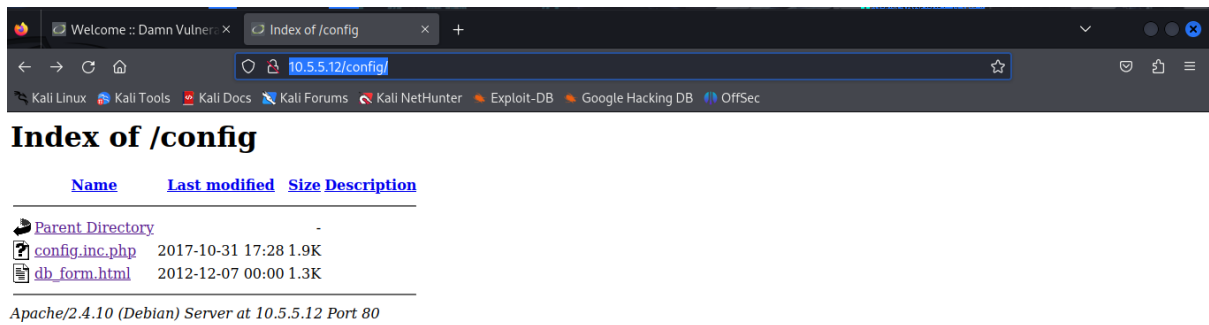 Welcome :: Damn Vulnera
Index of /config
10.5.5.12/config/
Kali Linux Kali Tools Kali Docs Kali Forums Kali NetHunter Exploit-DB Google Hacking DB OffSec
Index of /config
Name Last modified Size Description
Parent Directory -
config.inc.php 2017-10-31 17:28 1.9K
db_form.html 2012-12-07 00:00 1.3K
Apache/2.4.10 (Debian) Server at 10.5.5.12 Port 80